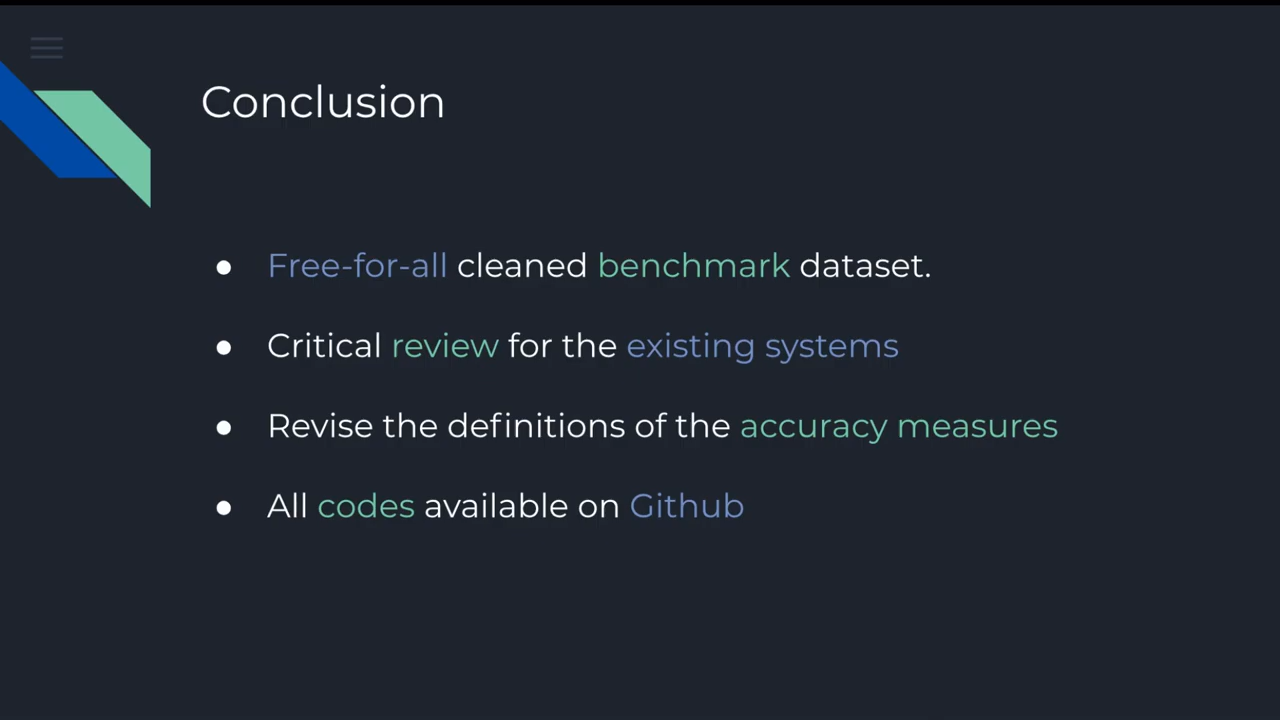 Conclusion
● Free-for-all cleaned benchmark dataset.
● Critical review for the existing systems
● Revise the definitions of the accuracy measures
● All codes available on Github